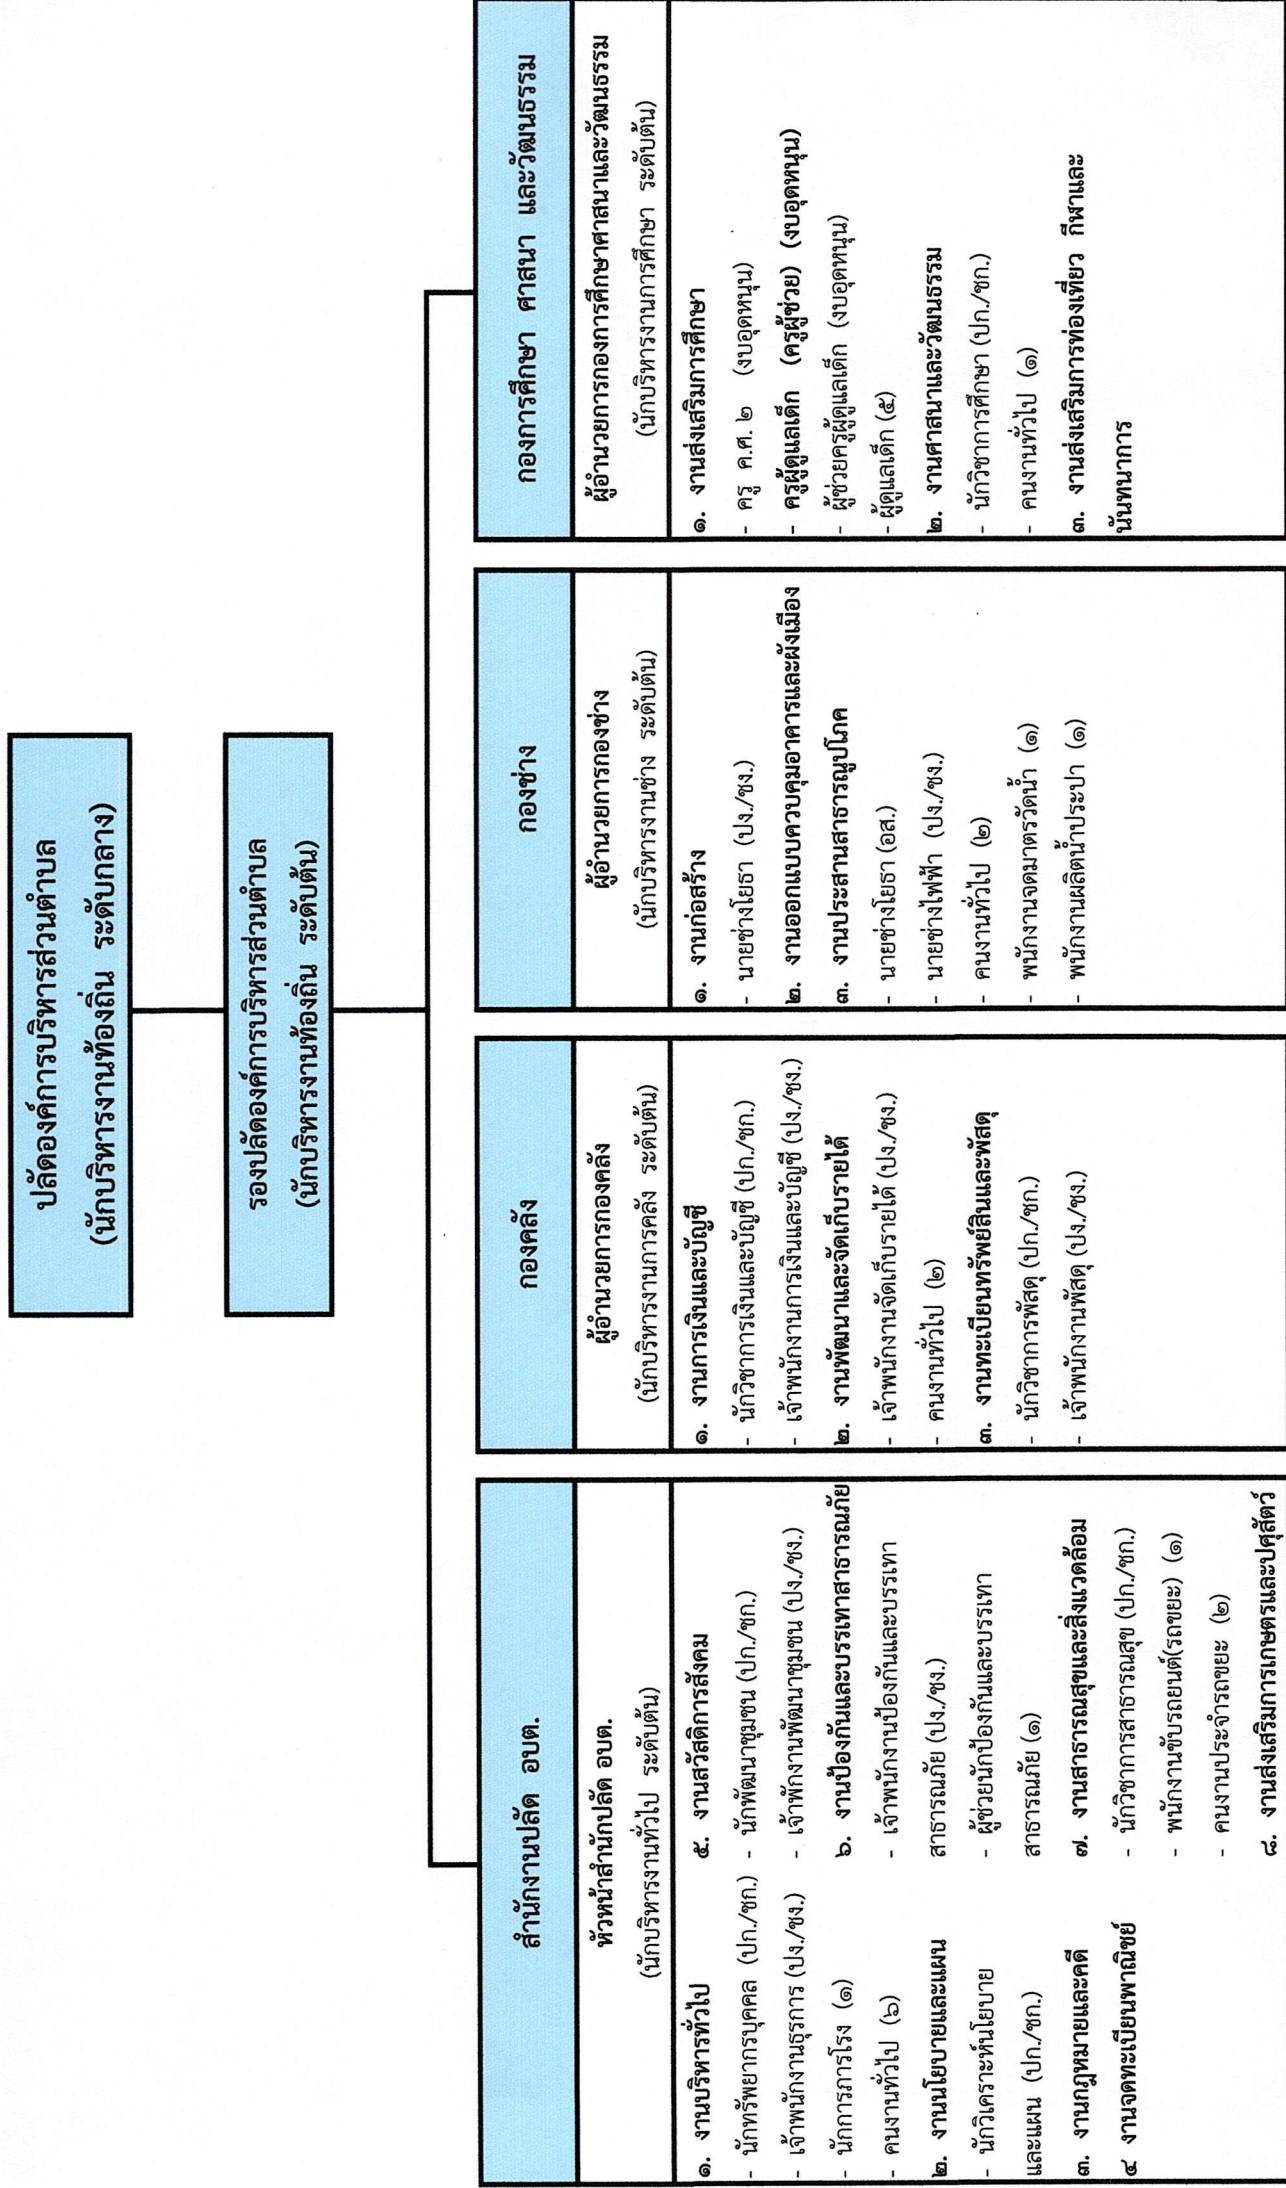 ปลัดองค์การบริหารส่วนตำบล
(นักบริหารงานท้องถิ่น ระดับกลาง)
รองปลัดองค์การบริหารส่วนตำบล
(นักบริหารงานท้องถิ่น ระดับต้น)
สำนักงานปลัด อบต.
หัวหน้าสำนักปลัด อบต.
(นักบริหารงานทั่วไป ระดับต้น)
๑. งานบริหารทั่วไป
- นักทรัพยากรบุคคล (ปก./ชก.)
- เจ้าพนักงานธุรการ (ปง./ชง.)
- นักการภารโรง (๑)
- คนงานทั่วไป (๖)
๒. งานนโยบายและแผน
- นักวิเคราะห์นโยบาย
และแผน (ปก./ชก.)
๓. งานกฎหมายและคดี
๔ งานจดทะเบียนพาณิชย์
๕. งานสวัสดิการสังคม
- นักพัฒนาชุมชน (ปก./ชก.)
- เจ้าพักงานพัฒนาชุมชน (ปง./ชง.)
๖. งานป้องกันและบรรเทาสาธารณภัย
- เจ้าพนักงานป้องกันและบรรเทา
สาธารณภัย (ปง./ชง.)
- ผู้ช่วยนักป้องกันและบรรเทา
สาธารณภัย (๑)
๗. งานสาธารณสุขและสิ่งแวดล้อม
- นักวิชาการสาธารณสุข (ปก./ชก.)
- พนักงานขับรถยนต์(รถขยะ) (๑)
- คนงานประจำรถขยะ (๒)
๘. งานส่งเสริมการเกษตรและปศุสัตว์
กองคลัง
ผู้อำนวยการกองคลัง
(นักบริหารงานการคลัง ระดับต้น)
๑. งานการเงินและบัญชี
- นักวิชาการเงินและบัญชี (ปก./ชก.)
- เจ้าพนักงานการเงินและบัญชี (ปง./ชง.)
๒. งานพัฒนาและจัดเก็บรายได้
- เจ้าพนักงานจัดเก็บรายได้ (ปง./ชง.)
- คนงานทั่วไป (๒)
๓. งานทะเบียนทรัพย์สินและพัสดุ
- นักวิชาการพัสดุ (ปก./ชก.)
- เจ้าพนักงานพัสดุ (ปง./ชง.)
กองช่าง
ผู้อำนวยการกองช่าง
(นักบริหารงานช่าง ระดับต้น)
๑. งานก่อสร้าง
- นายช่างโยธา (ปง./ชง.)
๒. งานออกแบบควบคุมอาคารและผังเมือง
๓. งานประสานสาธารณูปโภค
- นายช่างโยธา (อส.)
- นายช่างไฟฟ้า (ปง./ชง.)
- คนงานทั่วไป (๒)
- พนักงานจดมาตรวัดน้ำ (๑)
- พนักงานผลิตน้ำประปา (๑)
กองการศึกษา ศาสนา และวัฒนธรรม
ผู้อำนวยการกองการศึกษาศาสนาและวัฒนธรรม
(นักบริหารงานการศึกษา ระดับต้น)
๑. งานส่งเสริมการศึกษา
- ครู ค.ศ. ๒ (งบอุดหนุน)
- ครูผู้ดูแลเด็ก (ครูผู้ช่วย) (งบอุดหนุน)
- ผู้ช่วยครูผู้ดูแลเด็ก (งบอุดหนุน)
- ผู้ดูแลเด็ก (๕)
๒. งานศาสนาและวัฒนธรรม
- นักวิชาการศึกษา (ปก./ชก.)
- คนงานทั่วไป (๑)
๓. งานส่งเสริมการท่องเที่ยว กีฬาและ
นันทนาการ